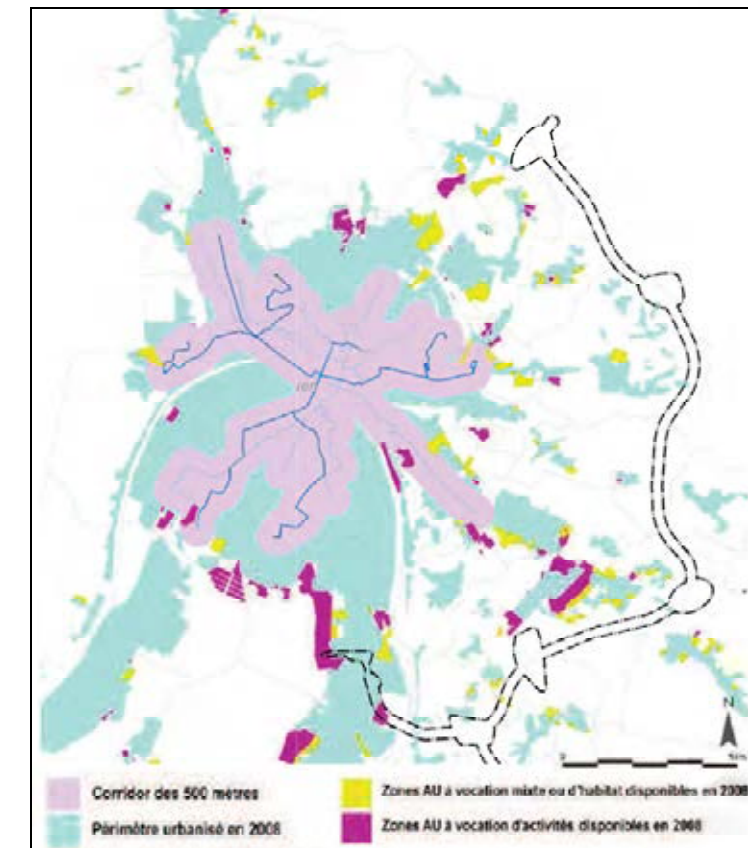 N
0
Corridor des 500 mètres
Périmètre urbanisé en 2008
Zones AU à vocation mixte ou d'habitat disponibles en 2008
Zones AU à vocation d'activités disponibles en 2008